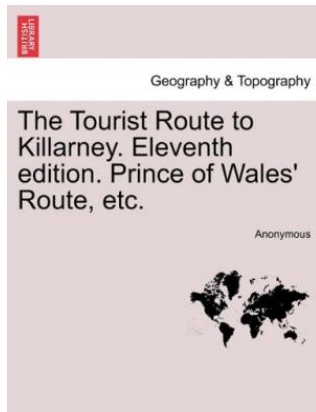 BRITISH
LIBRARY
Geography & Topography
The Tourist Route to
Killarney. Eleventh
edition. Prince of Wales'
Route, etc.
Anonymous